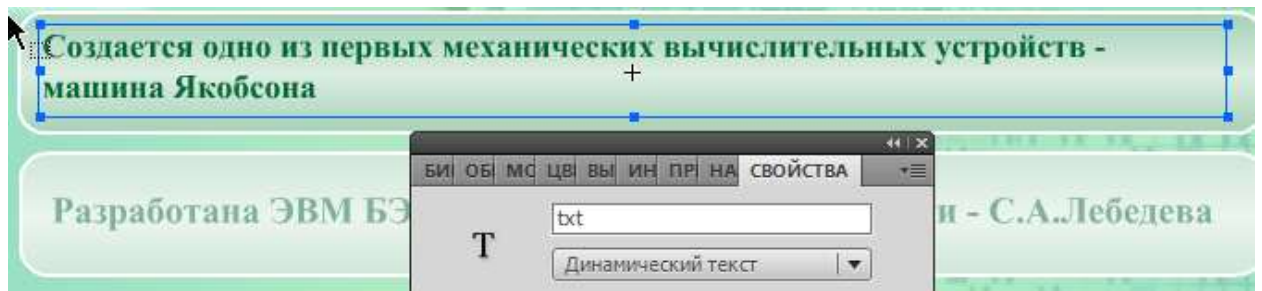 Создается одно из первых механических вычислительных устройств -
машина Якобсона
БИ ОБ МО ЦВ ВЫ ИН ПР НА СВОЙСТВА
Разработана ЭВМ БЭ и - С.А.Лебедева
T txt
Динамический текст